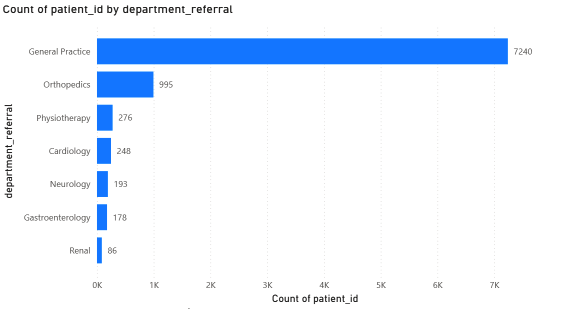 Count of patient_id by department_referral
department_referral
General Practice 7240
Orthopedics 995
Physiotherapy 276
Cardiology 248
Neurology 193
Gastroenterology 178
Renal 86
0K 1K 2K 3K 4K 5K 6K 7K
Count of patient_id